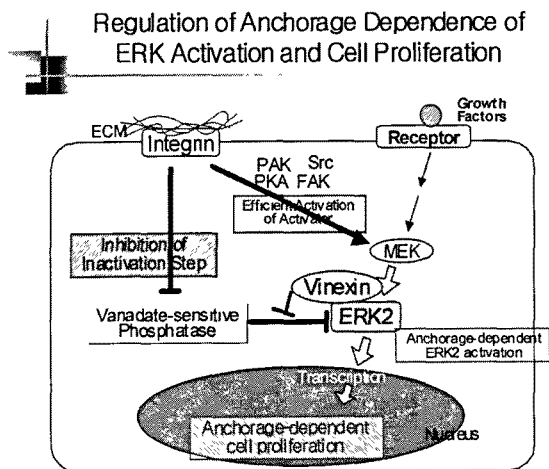 Regulation of Anchorage Dependence of
ERK Activation and Cell Proliferation
Growth
Factors
ECM
Integrin
Receptor
PAK Src
PKA FAK
Efficient Activation
of Activator
Inhibition of
Inactivation Step
MEK
Vinexin
Vanadate-sensitive
Phosphatase
ERK2
Anchorage-dependent
ERK2 activation
Transcription
Anchorage-dependent
cell proliferation
Nucleus